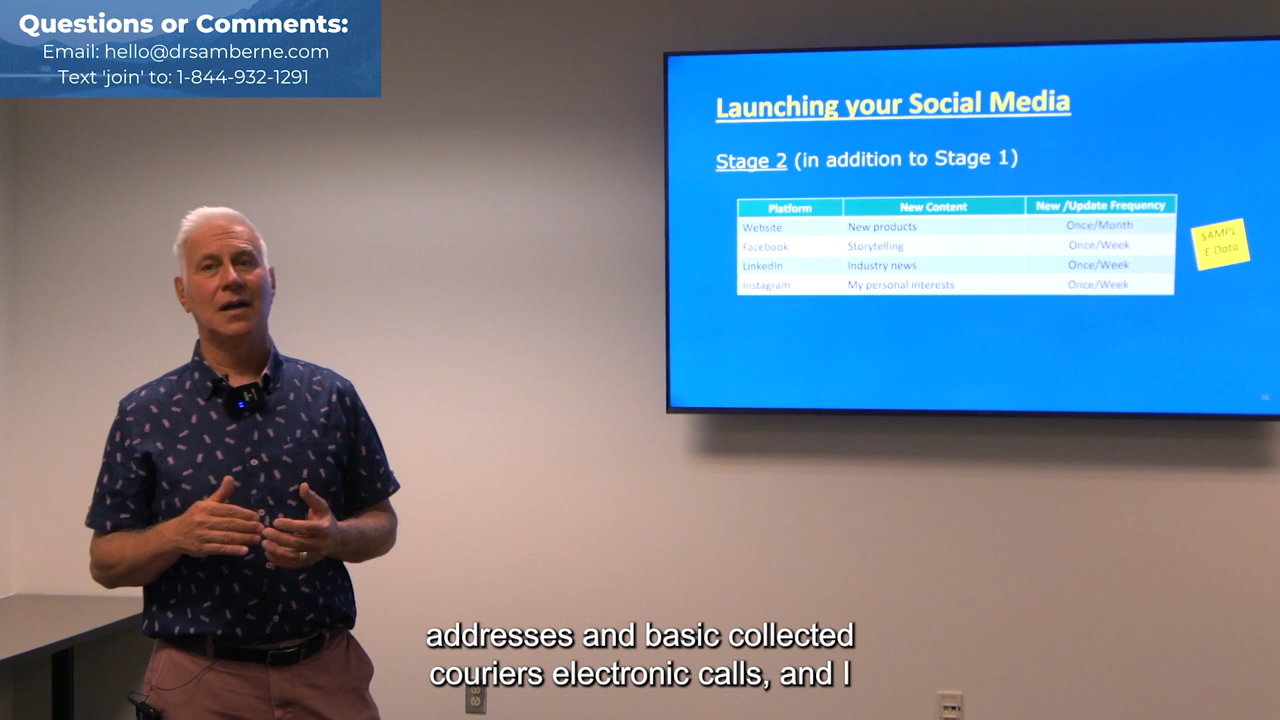 Questions or Comments:
Email: hello@drsamberne.com
Text 'join' to: 1-844-932-1291
Launching your Social Media
Stage 2 (in addition to Stage 1)
Platform New Content New /Update Frequency
Website New products Once/Month
Facebook Storytelling Once/Week
LinkedIn Industry news Once/Week
Instagram My personal interests Once/Week
SAMPL
E Data
addresses and basic collected
couriers electronic calls, and I